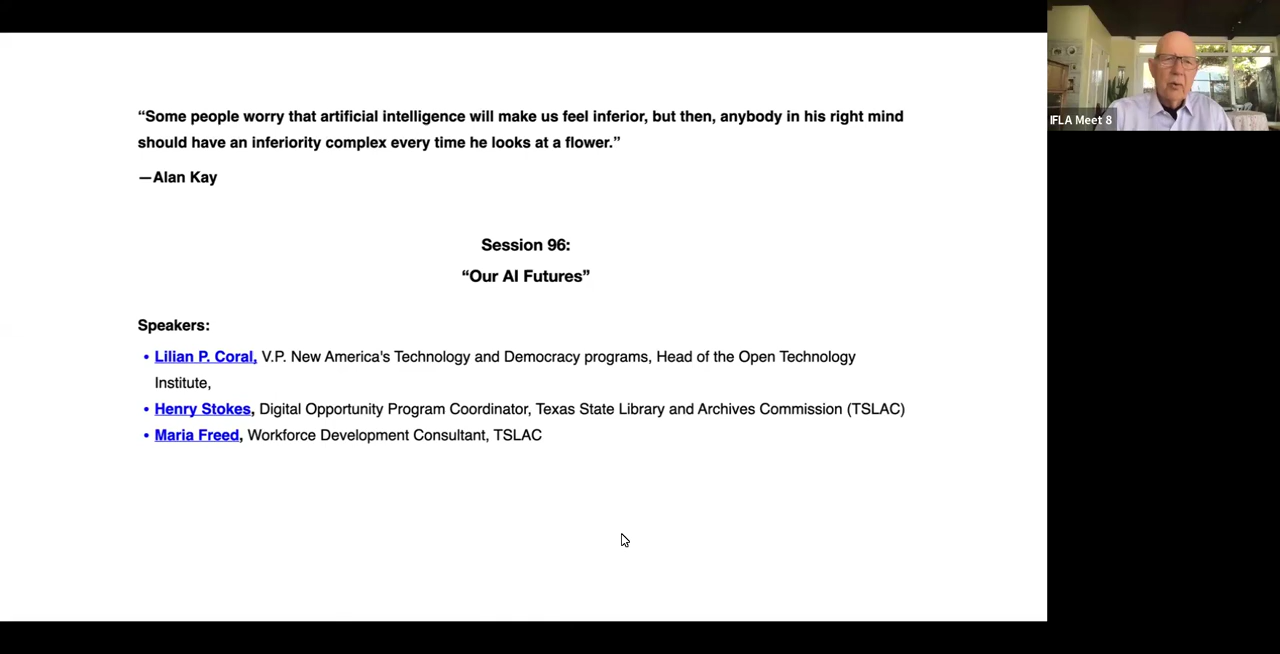 “Some people worry that artificial intelligence will make us feel inferior, but then, anybody in his right mind
should have an inferiority complex every time he looks at a flower.”
—Alan Kay
Session 96:
“Our AI Futures”
Speakers:
• Lilian P. Coral, V.P. New America's Technology and Democracy programs, Head of the Open Technology
Institute,
• Henry Stokes, Digital Opportunity Program Coordinator, Texas State Library and Archives Commission (TSLAC)
• Maria Freed, Workforce Development Consultant, TSLAC
IFLA Meet 8